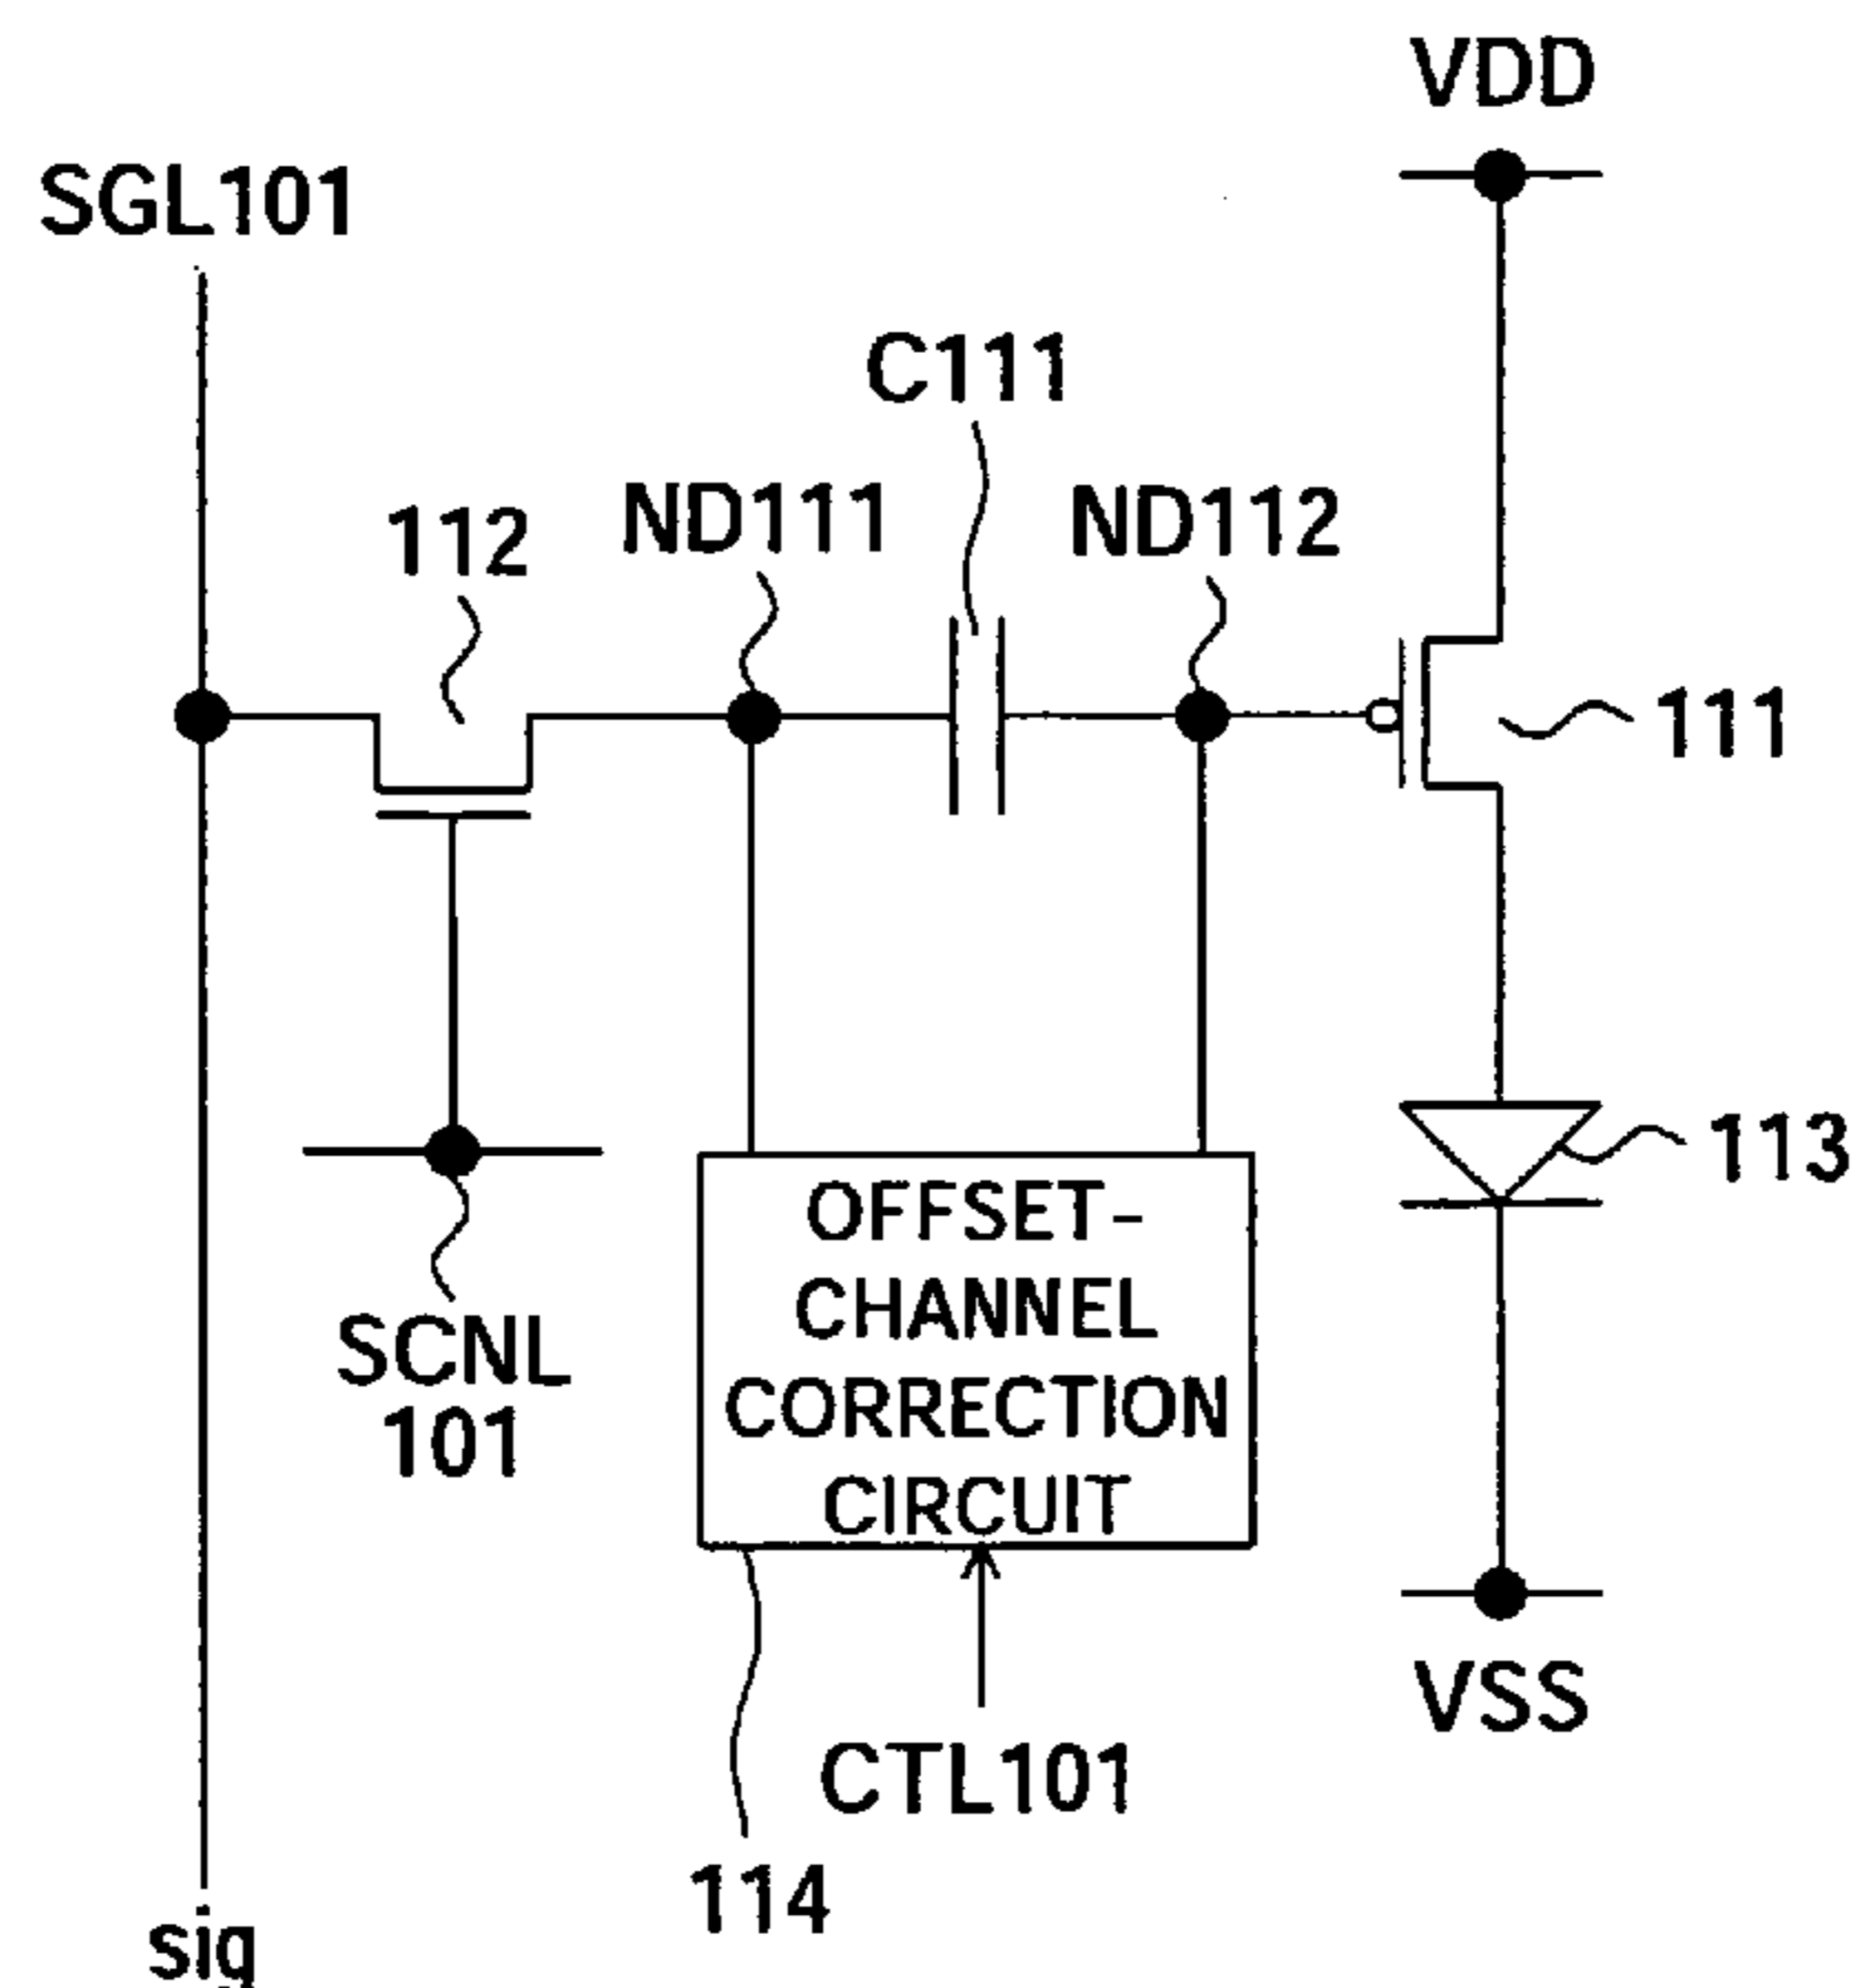 VDD
SGL101
C111
ND111
ND112
112
111
113
OFFSET-
CHANNEL
CORRECTION
CIRCUIT
SCNL
101
VSS
CTL101
114
sig